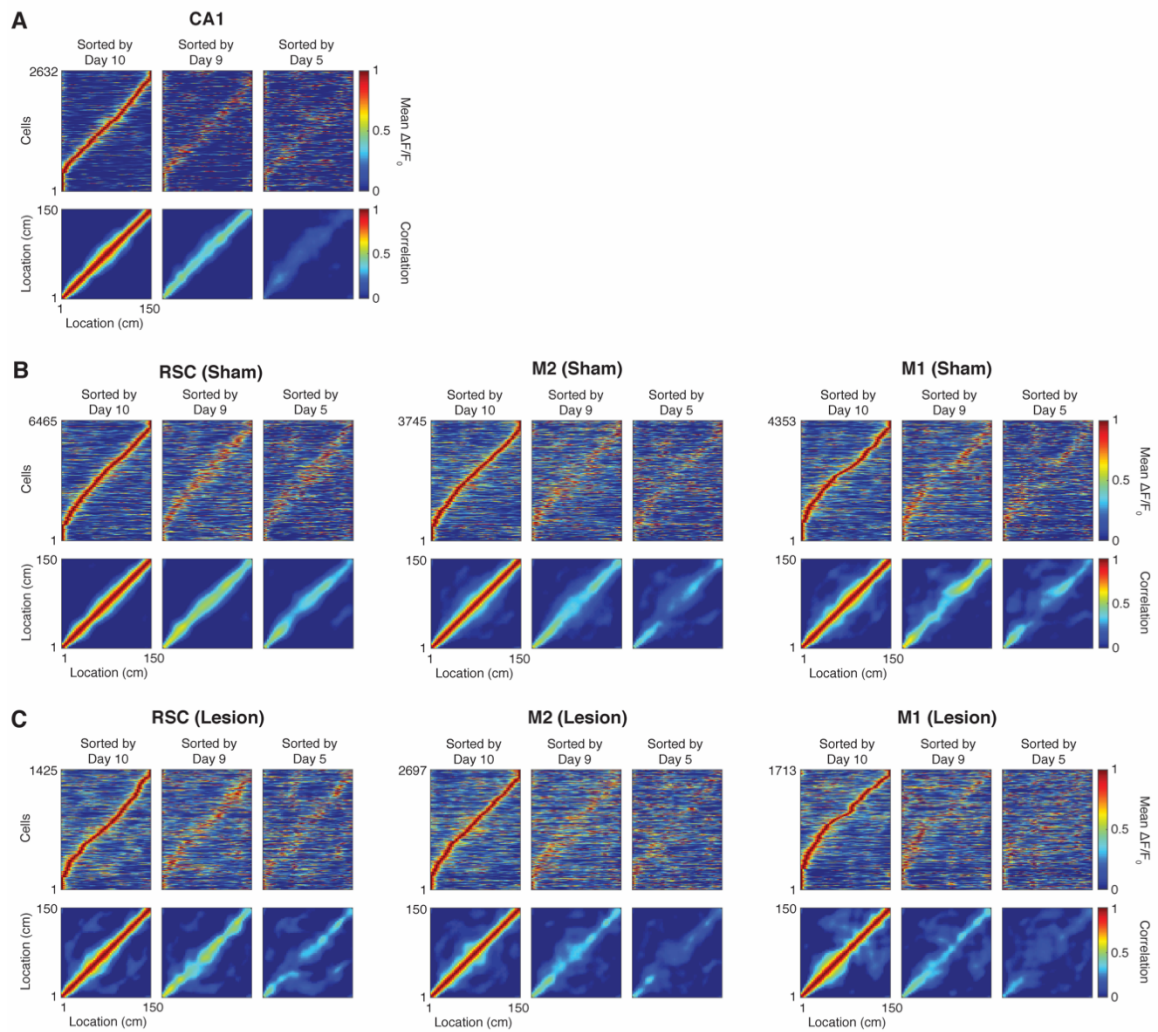 A
CA1
Sorted by Day 10
Sorted by Day 9
Sorted by Day 5
2632
Cells
1
1
0.5
0
Mean ΔF/F₀
150
Location (cm)
1
1
150
Location (cm)
1
0.5
0
Correlation
B
RSC (Sham)
Sorted by Day 10
Sorted by Day 9
Sorted by Day 5
6465
Cells
1
150
Location (cm)
1
1
150
Location (cm)
M2 (Sham)
Sorted by Day 10
Sorted by Day 9
Sorted by Day 5
3745
1
150
1
1
150
Location (cm)
M1 (Sham)
Sorted by Day 10
Sorted by Day 9
Sorted by Day 5
4353
1
1
0.5
0
Mean ΔF/F₀
150
1
1
150
Location (cm)
1
0.5
0
Correlation
C
RSC (Lesion)
Sorted by Day 10
Sorted by Day 9
Sorted by Day 5
1425
Cells
1
150
Location (cm)
1
1
150
Location (cm)
M2 (Lesion)
Sorted by Day 10
Sorted by Day 9
Sorted by Day 5
2697
1
150
1
1
150
Location (cm)
M1 (Lesion)
Sorted by Day 10
Sorted by Day 9
Sorted by Day 5
1713
1
1
0.5
0
Mean ΔF/F₀
150
1
1
150
Location (cm)
1
0.5
0
Correlation